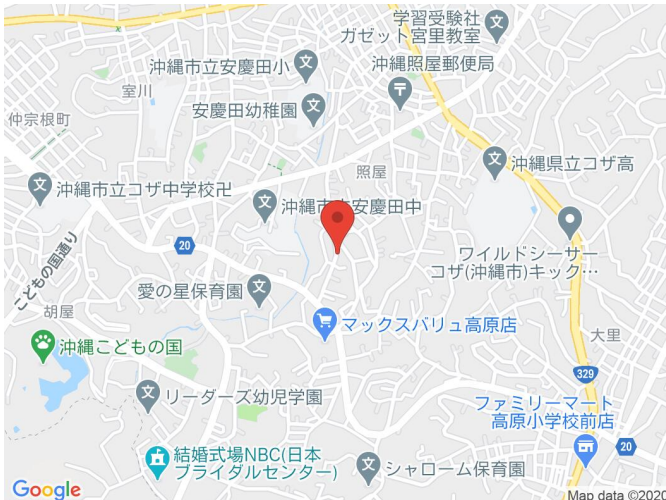 学習受験社
ガゼット宮里教室
沖縄市立安慶田小
沖縄照屋郵便局
室川
安慶田幼稚園
仲宗根町
照屋
沖縄県立コザ高
沖縄市立コザ中学校卍
沖縄市立安慶田中
20
ワイルドシーサー
コザ(沖縄市)キック…
こどもの国通り
愛の星保育園
胡屋
マックスバリュ高原店
大里
沖縄こどもの国
329
リーダーズ幼児学園
ファミリーマート
高原小学校前店
20
結婚式場NBC(日本
ブライダルセンター)
シャローム保育園
Google
Map data ©2020